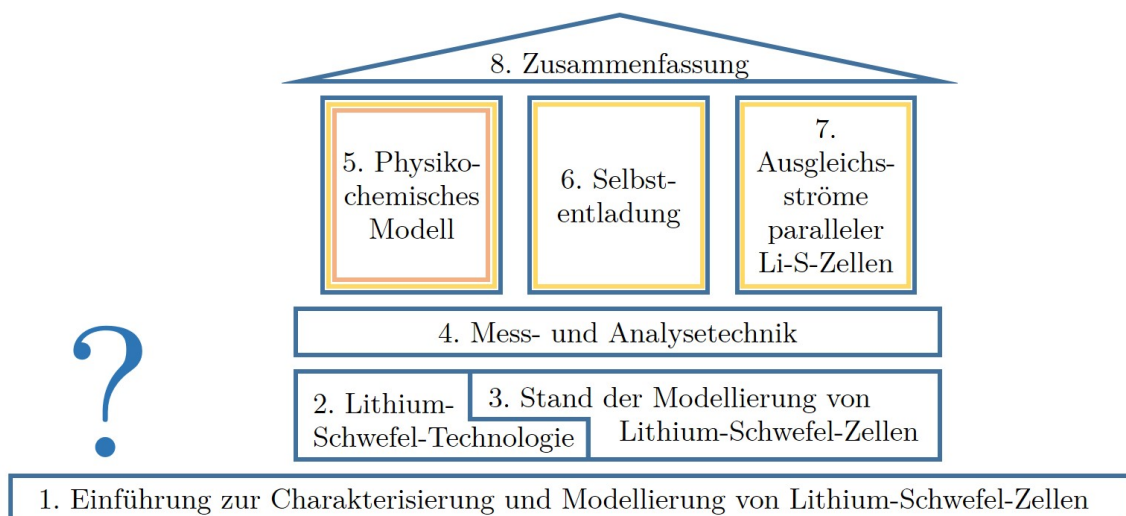 8. Zusammenfassung
5. Physiko-
chemisches
Modell
6. Selbst-
entladung
7.
Ausgleichs-
ströme
paralleler
Li-S-Zellen
4. Mess- und Analysetechnik
?
2. Lithium-
Schwefel-Technologie
3. Stand der Modellierung von
Lithium-Schwefel-Zellen
1. Einführung zur Charakterisierung und Modellierung von Lithium-Schwefel-Zellen